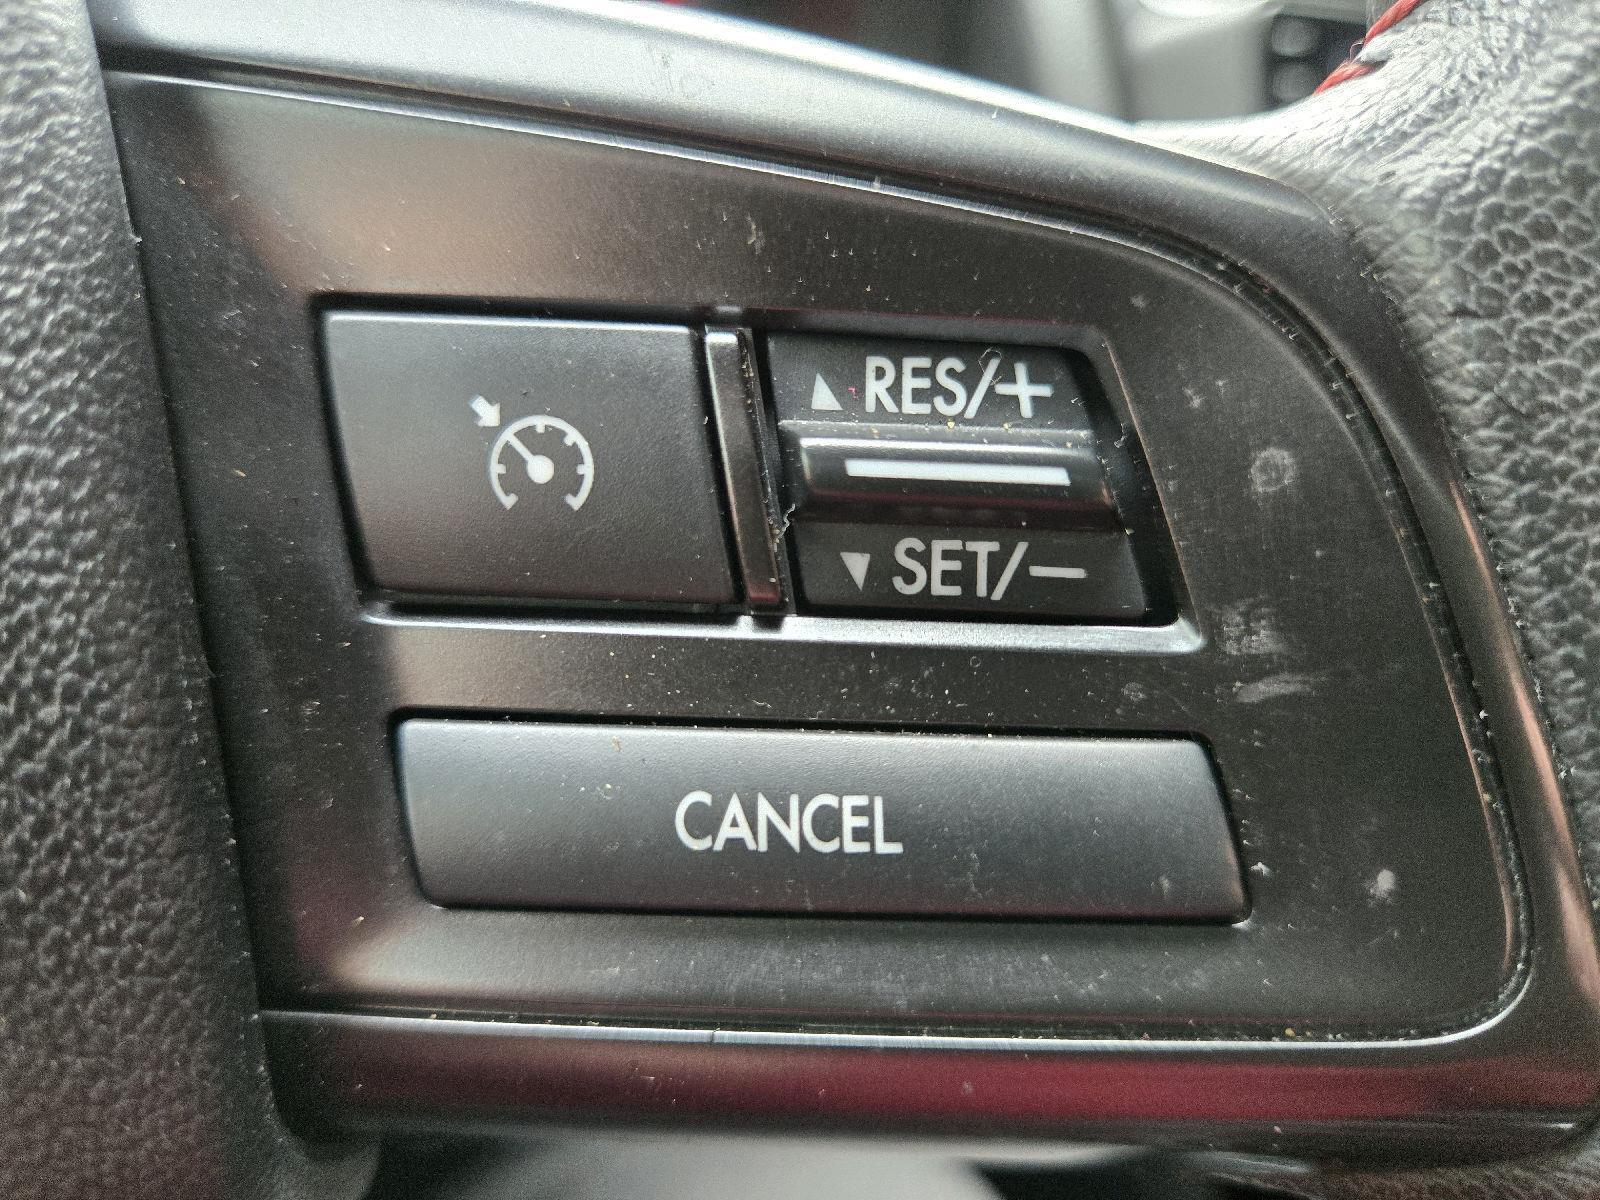 ▲ RES/+
▼ SET/−
CANCEL